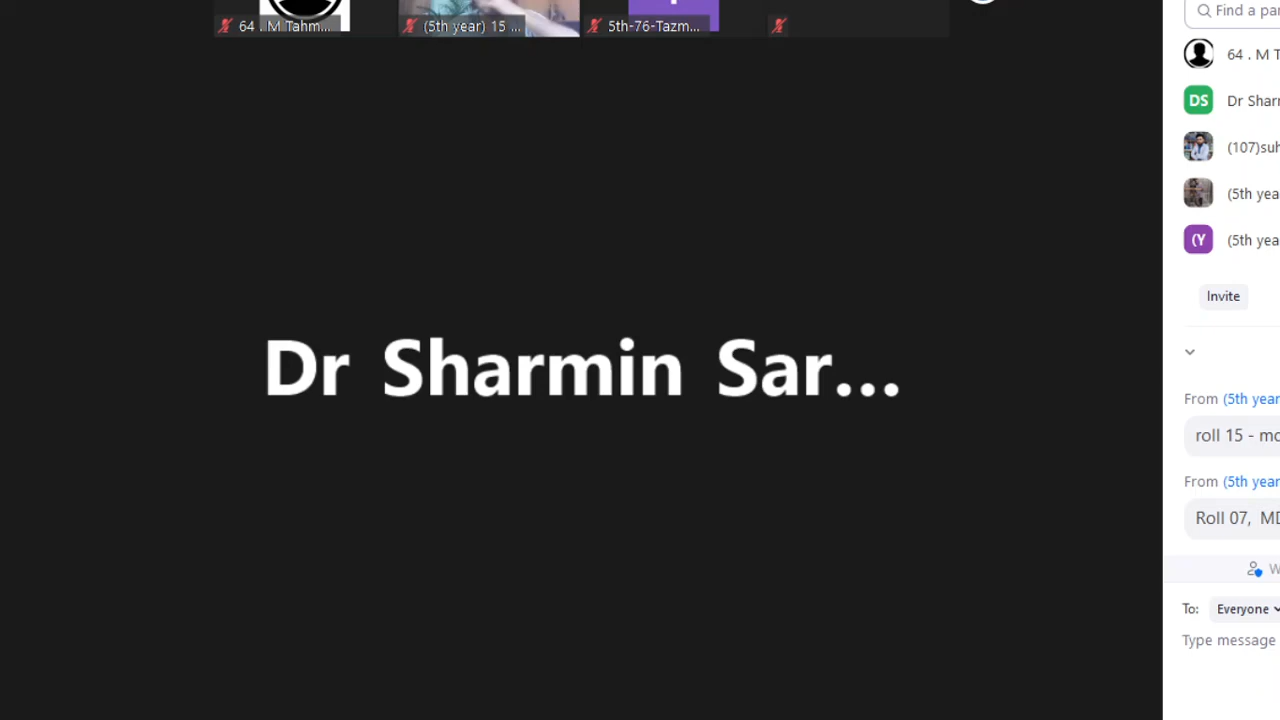 64 . M Tahm...
(5th year) 15 ...
5th-76-Tazm...
Dr Sharmin Sar...
Find a pa
64 . M T
DS
Dr Shar
(107)suh
(5th yea
(Y
(5th yea
Invite
From (5th year
roll 15 - mo
From (5th year
Roll 07, MD
W
To: Everyone
Type message